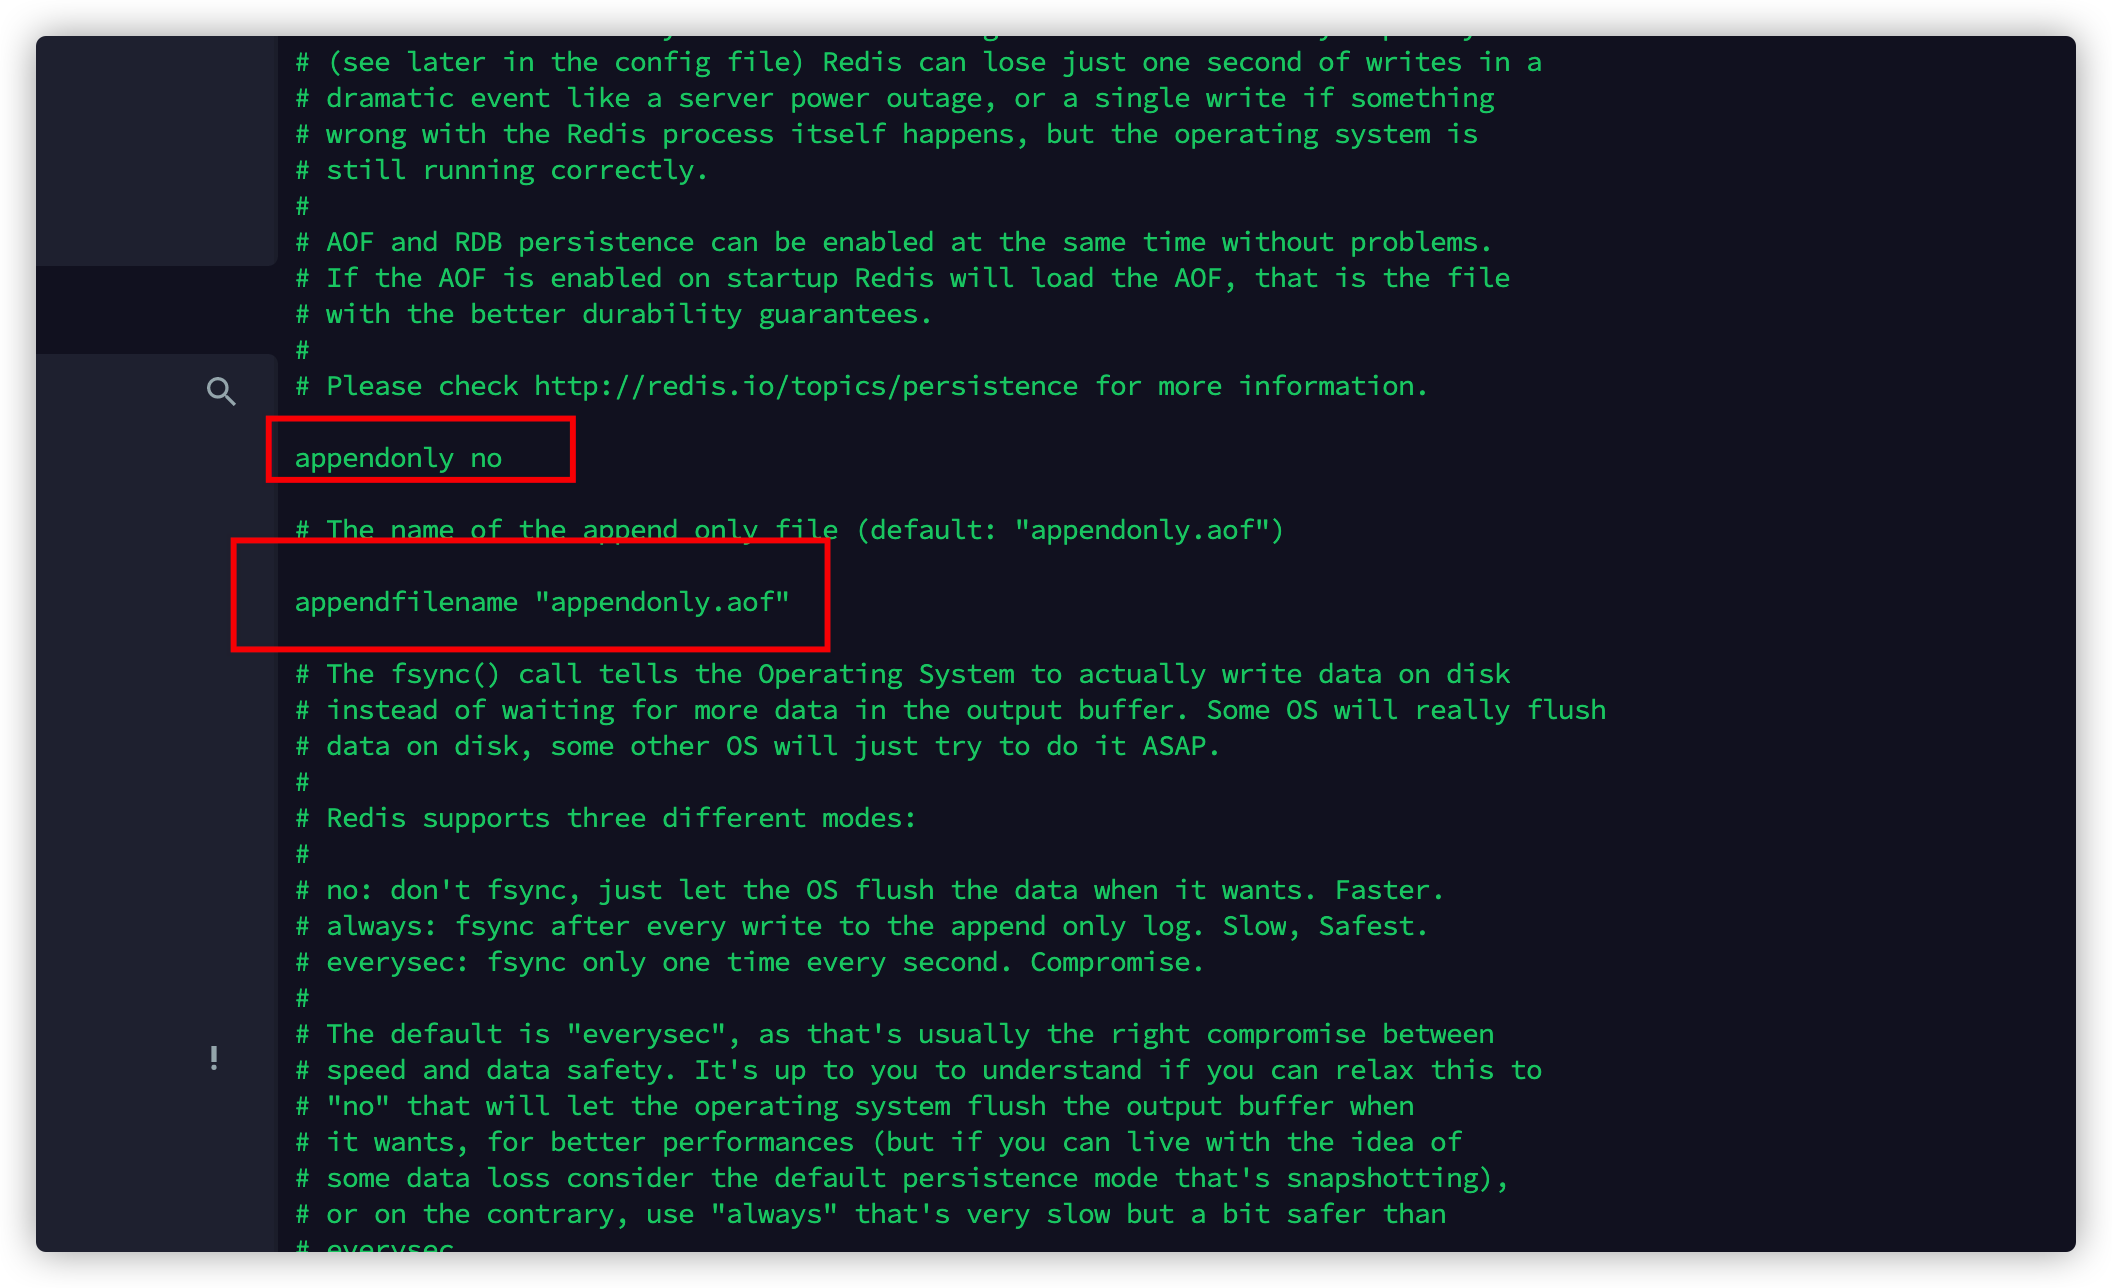 # (see later in the config file) Redis can lose just one second of writes in a
# dramatic event like a server power outage, or a single write if something
# wrong with the Redis process itself happens, but the operating system is
# still running correctly.
#
# AOF and RDB persistence can be enabled at the same time without problems.
# If the AOF is enabled on startup Redis will load the AOF, that is the file
# with the better durability guarantees.
#
# Please check http://redis.io/topics/persistence for more information.
appendonly no
# The name of the append only file (default: "appendonly.aof")
appendfilename "appendonly.aof"
# The fsync() call tells the Operating System to actually write data on disk
# instead of waiting for more data in the output buffer. Some OS will really flush
# data on disk, some other OS will just try to do it ASAP.
#
# Redis supports three different modes:
#
# no: don't fsync, just let the OS flush the data when it wants. Faster.
# always: fsync after every write to the append only log. Slow, Safest.
# everysec: fsync only one time every second. Compromise.
#
# The default is "everysec", as that's usually the right compromise between
# speed and data safety. It's up to you to understand if you can relax this to
# "no" that will let the operating system flush the output buffer when
# it wants, for better performances (but if you can live with the idea of
# some data loss consider the default persistence mode that's snapshotting),
# or on the contrary, use "always" that's very slow but a bit safer than
# everysec